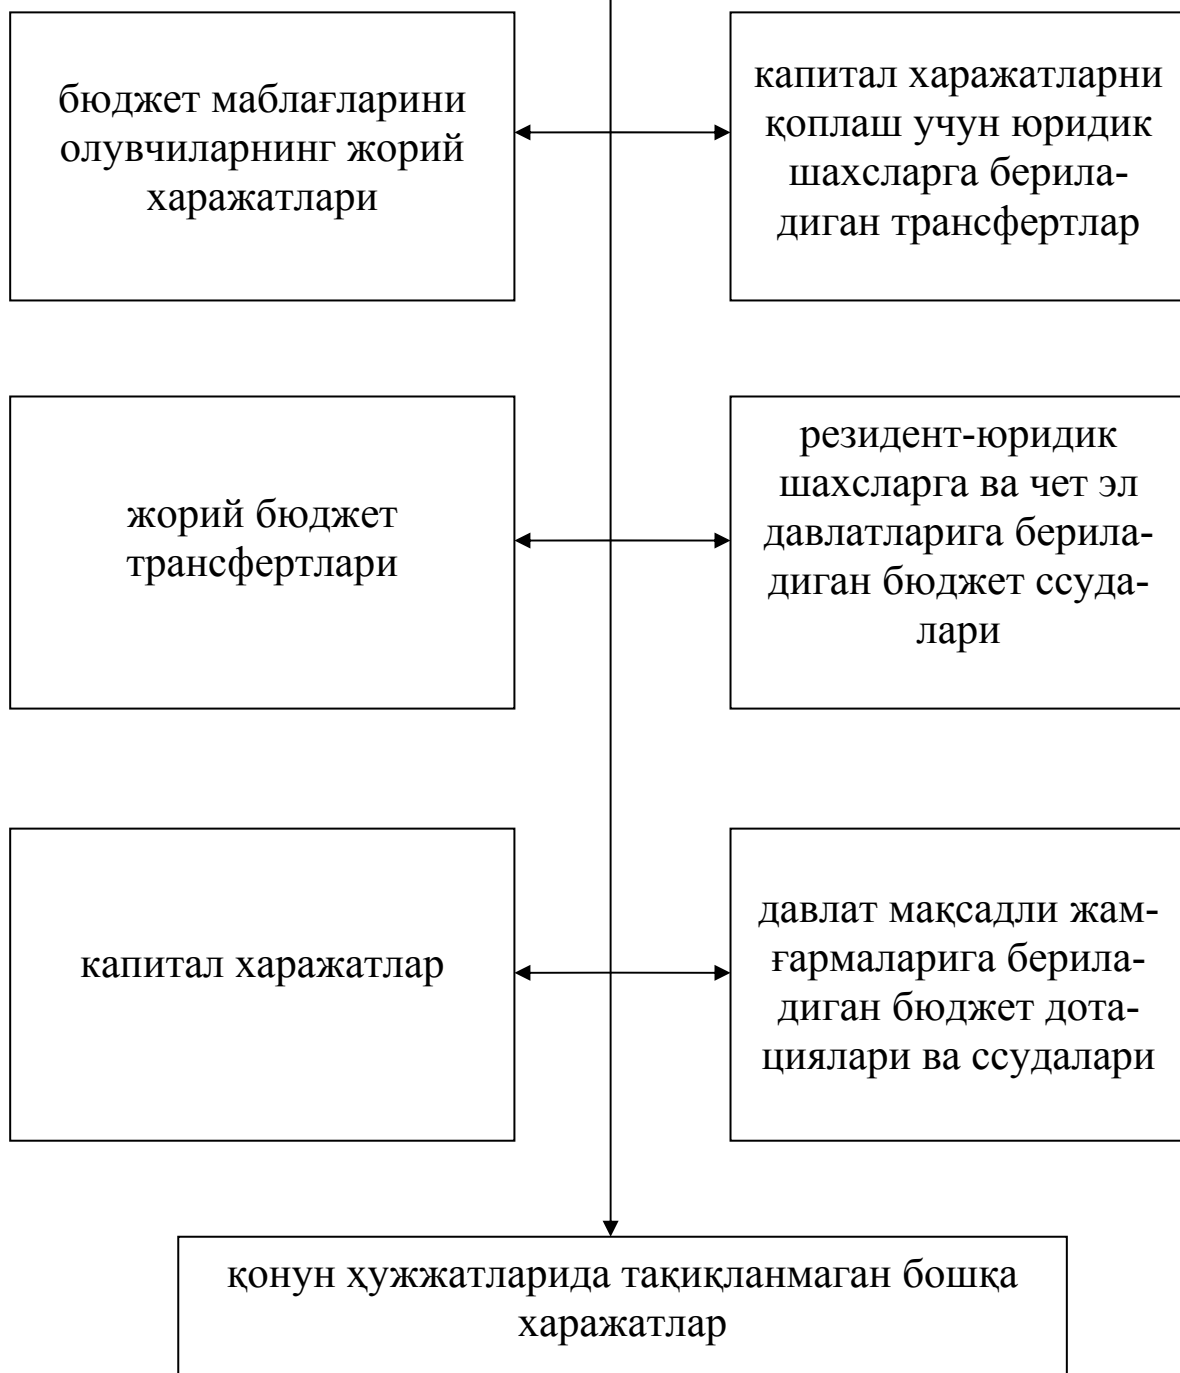 бюджет маблағларини
олувчиларнинг жорий
харажатлари
капитал харажатларни
қоплаш учун юридик
шахсларга берила-
диган трансфертлар
жорий бюджет
трансфертлари
резидент-юридик
шахсларга ва чет эл
давлатларига берила-
диган бюджет ссуда-
лари
капитал харажатлар
давлат мақсадли жам-
ғармаларига берила-
диган бюджет дота-
циялари ва ссудалари
қонун ҳужжатларида тақиқланмаган бошқа
харажатлар